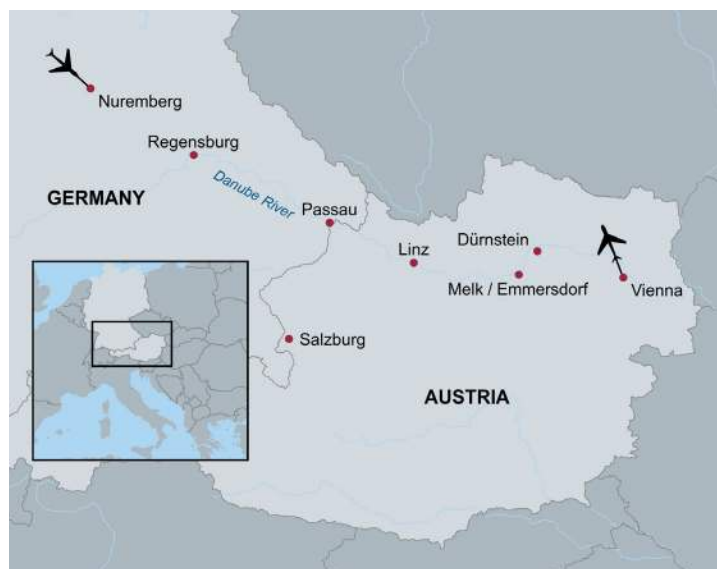 Nuremberg
Regensburg
GERMANY
Danube River
Passau
Linz
Dürnstein
Melk / Emmersdorf
Vienna
Salzburg
AUSTRIA